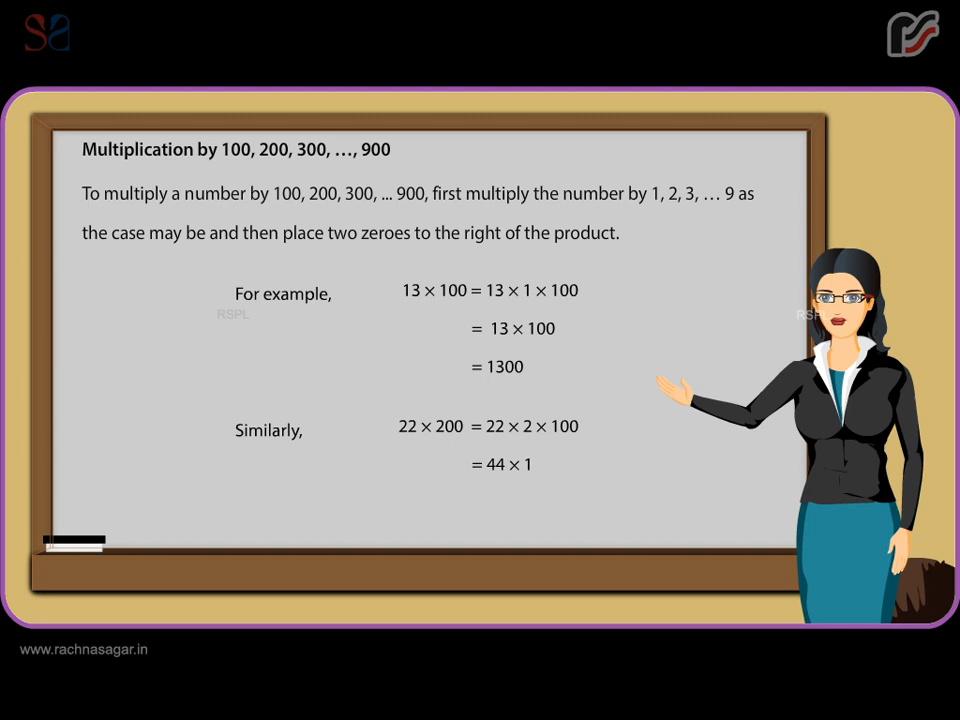 sa
Multiplication by 100, 200, 300, …, 900
To multiply a number by 100, 200, 300, ... 900, first multiply the number by 1, 2, 3, … 9 as
the case may be and then place two zeroes to the right of the product.
For example, 13 × 100 = 13 × 1 × 100
RSPL RSPL
= 13 × 100
= 1300
Similarly, 22 × 200 = 22 × 2 × 100
= 44 × 1
www.rachnasagar.in